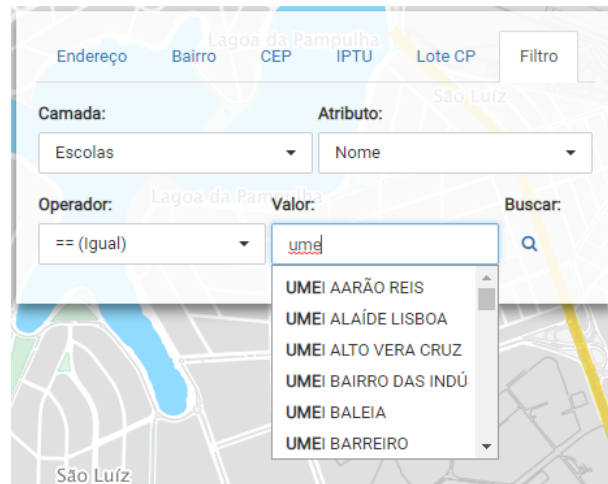 Lagoa da Pampulha
Endereço Bairro CEP IPTU Lote CP Filtro
São Luíz
Camada: Atributo:
Escolas Nome
Lagoa da Pampulha
Operador: Valor: Buscar:
== (Igual) ume
UMEI AARÃO REIS
UMEI ALAÍDE LISBOA
UMEI ALTO VERA CRUZ
UMEI BAIRRO DAS INDÚ
UMEI BALEIA
UMEI BARREIRO
São Luíz